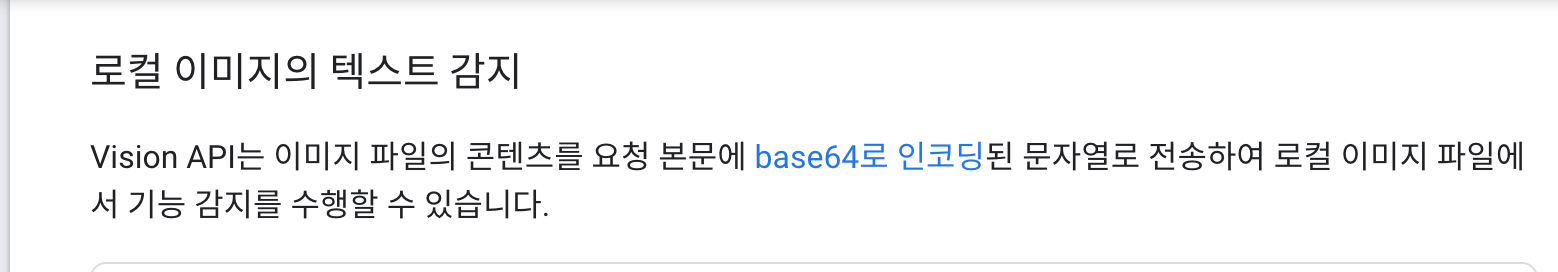 로컬 이미지의 텍스트 감지
Vision API는 이미지 파일의 콘텐츠를 요청 본문에 base64로 인코딩된 문자열로 전송하여 로컬 이미지 파일에
서 기능 감지를 수행할 수 있습니다.